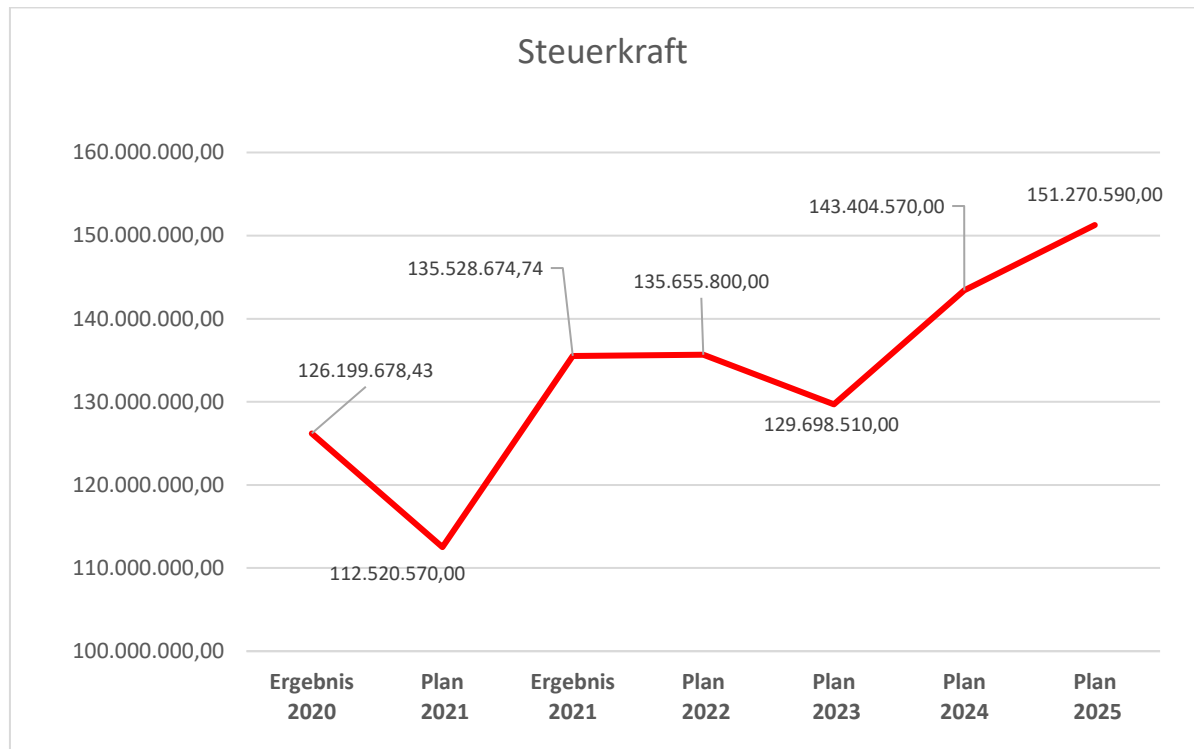 Steuerkraft
160.000.000,00
150.000.000,00
140.000.000,00
130.000.000,00
120.000.000,00
110.000.000,00
100.000.000,00
126.199.678,43
112.520.570,00
135.528.674,74
135.655.800,00
129.698.510,00
143.404.570,00
151.270.590,00
Ergebnis
2020
Plan
2021
Ergebnis
2021
Plan
2022
Plan
2023
Plan
2024
Plan
2025